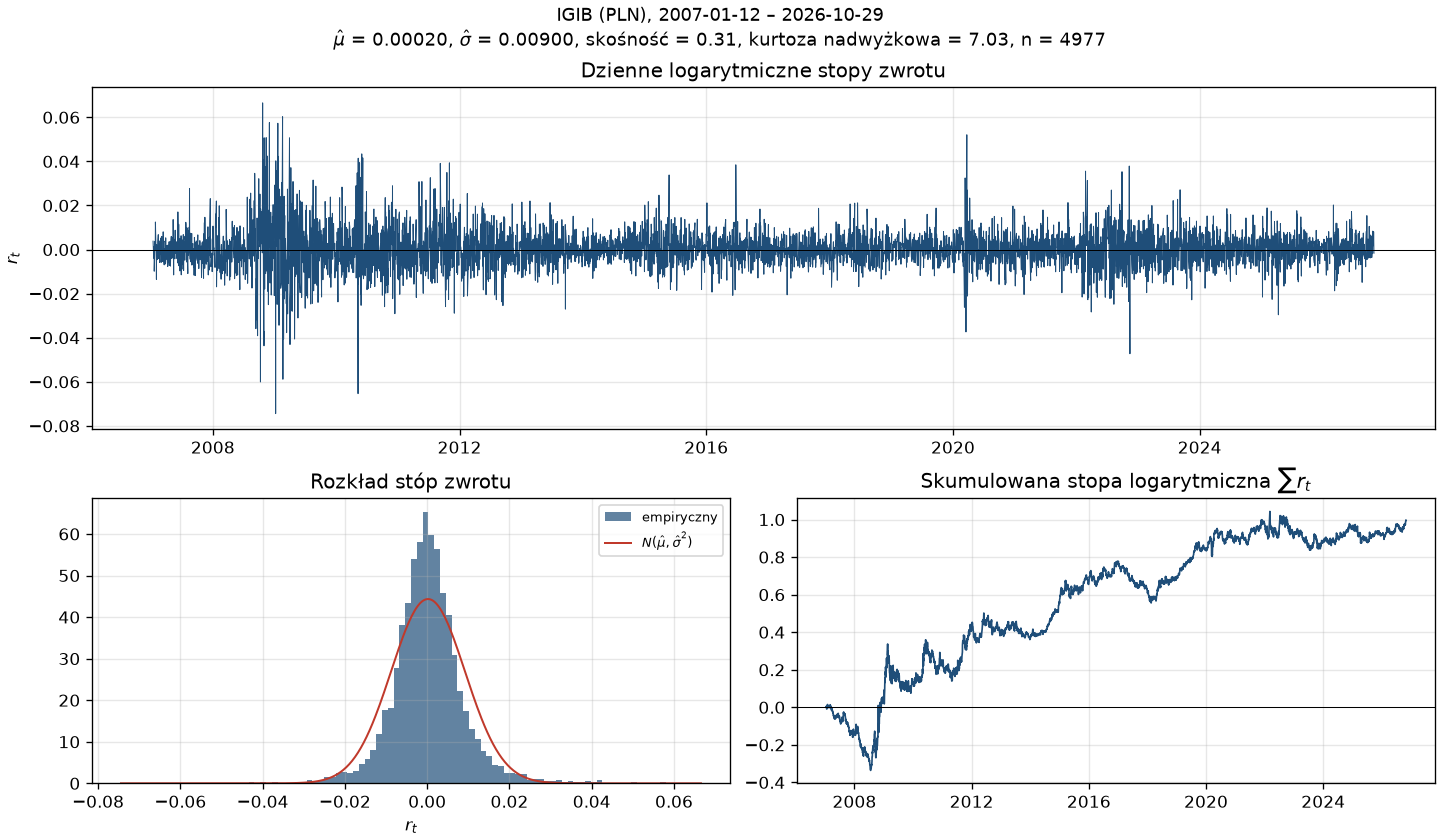 IGIB (PLN), 2007-01-12 – 2026-10-29
μ̂ = 0.00020, σ̂ = 0.00900, skośność = 0.31, kurtoza nadwyżkowa = 7.03, n = 4977
Dzienne logarytmiczne stopy zwrotu
0.06
0.04
0.02
0.00
−0.02
−0.04
−0.06
−0.08
r_t
2008 2012 2016 2020 2024
Rozkład stóp zwrotu
60
50
40
30
20
10
0
empiryczny
N(μ̂, σ̂²)
−0.08 −0.06 −0.04 −0.02 0.00 0.02 0.04 0.06
r_t
Skumulowana stopa logarytmiczna ∑r_t
1.0
0.8
0.6
0.4
0.2
0.0
−0.2
−0.4
2008 2012 2016 2020 2024